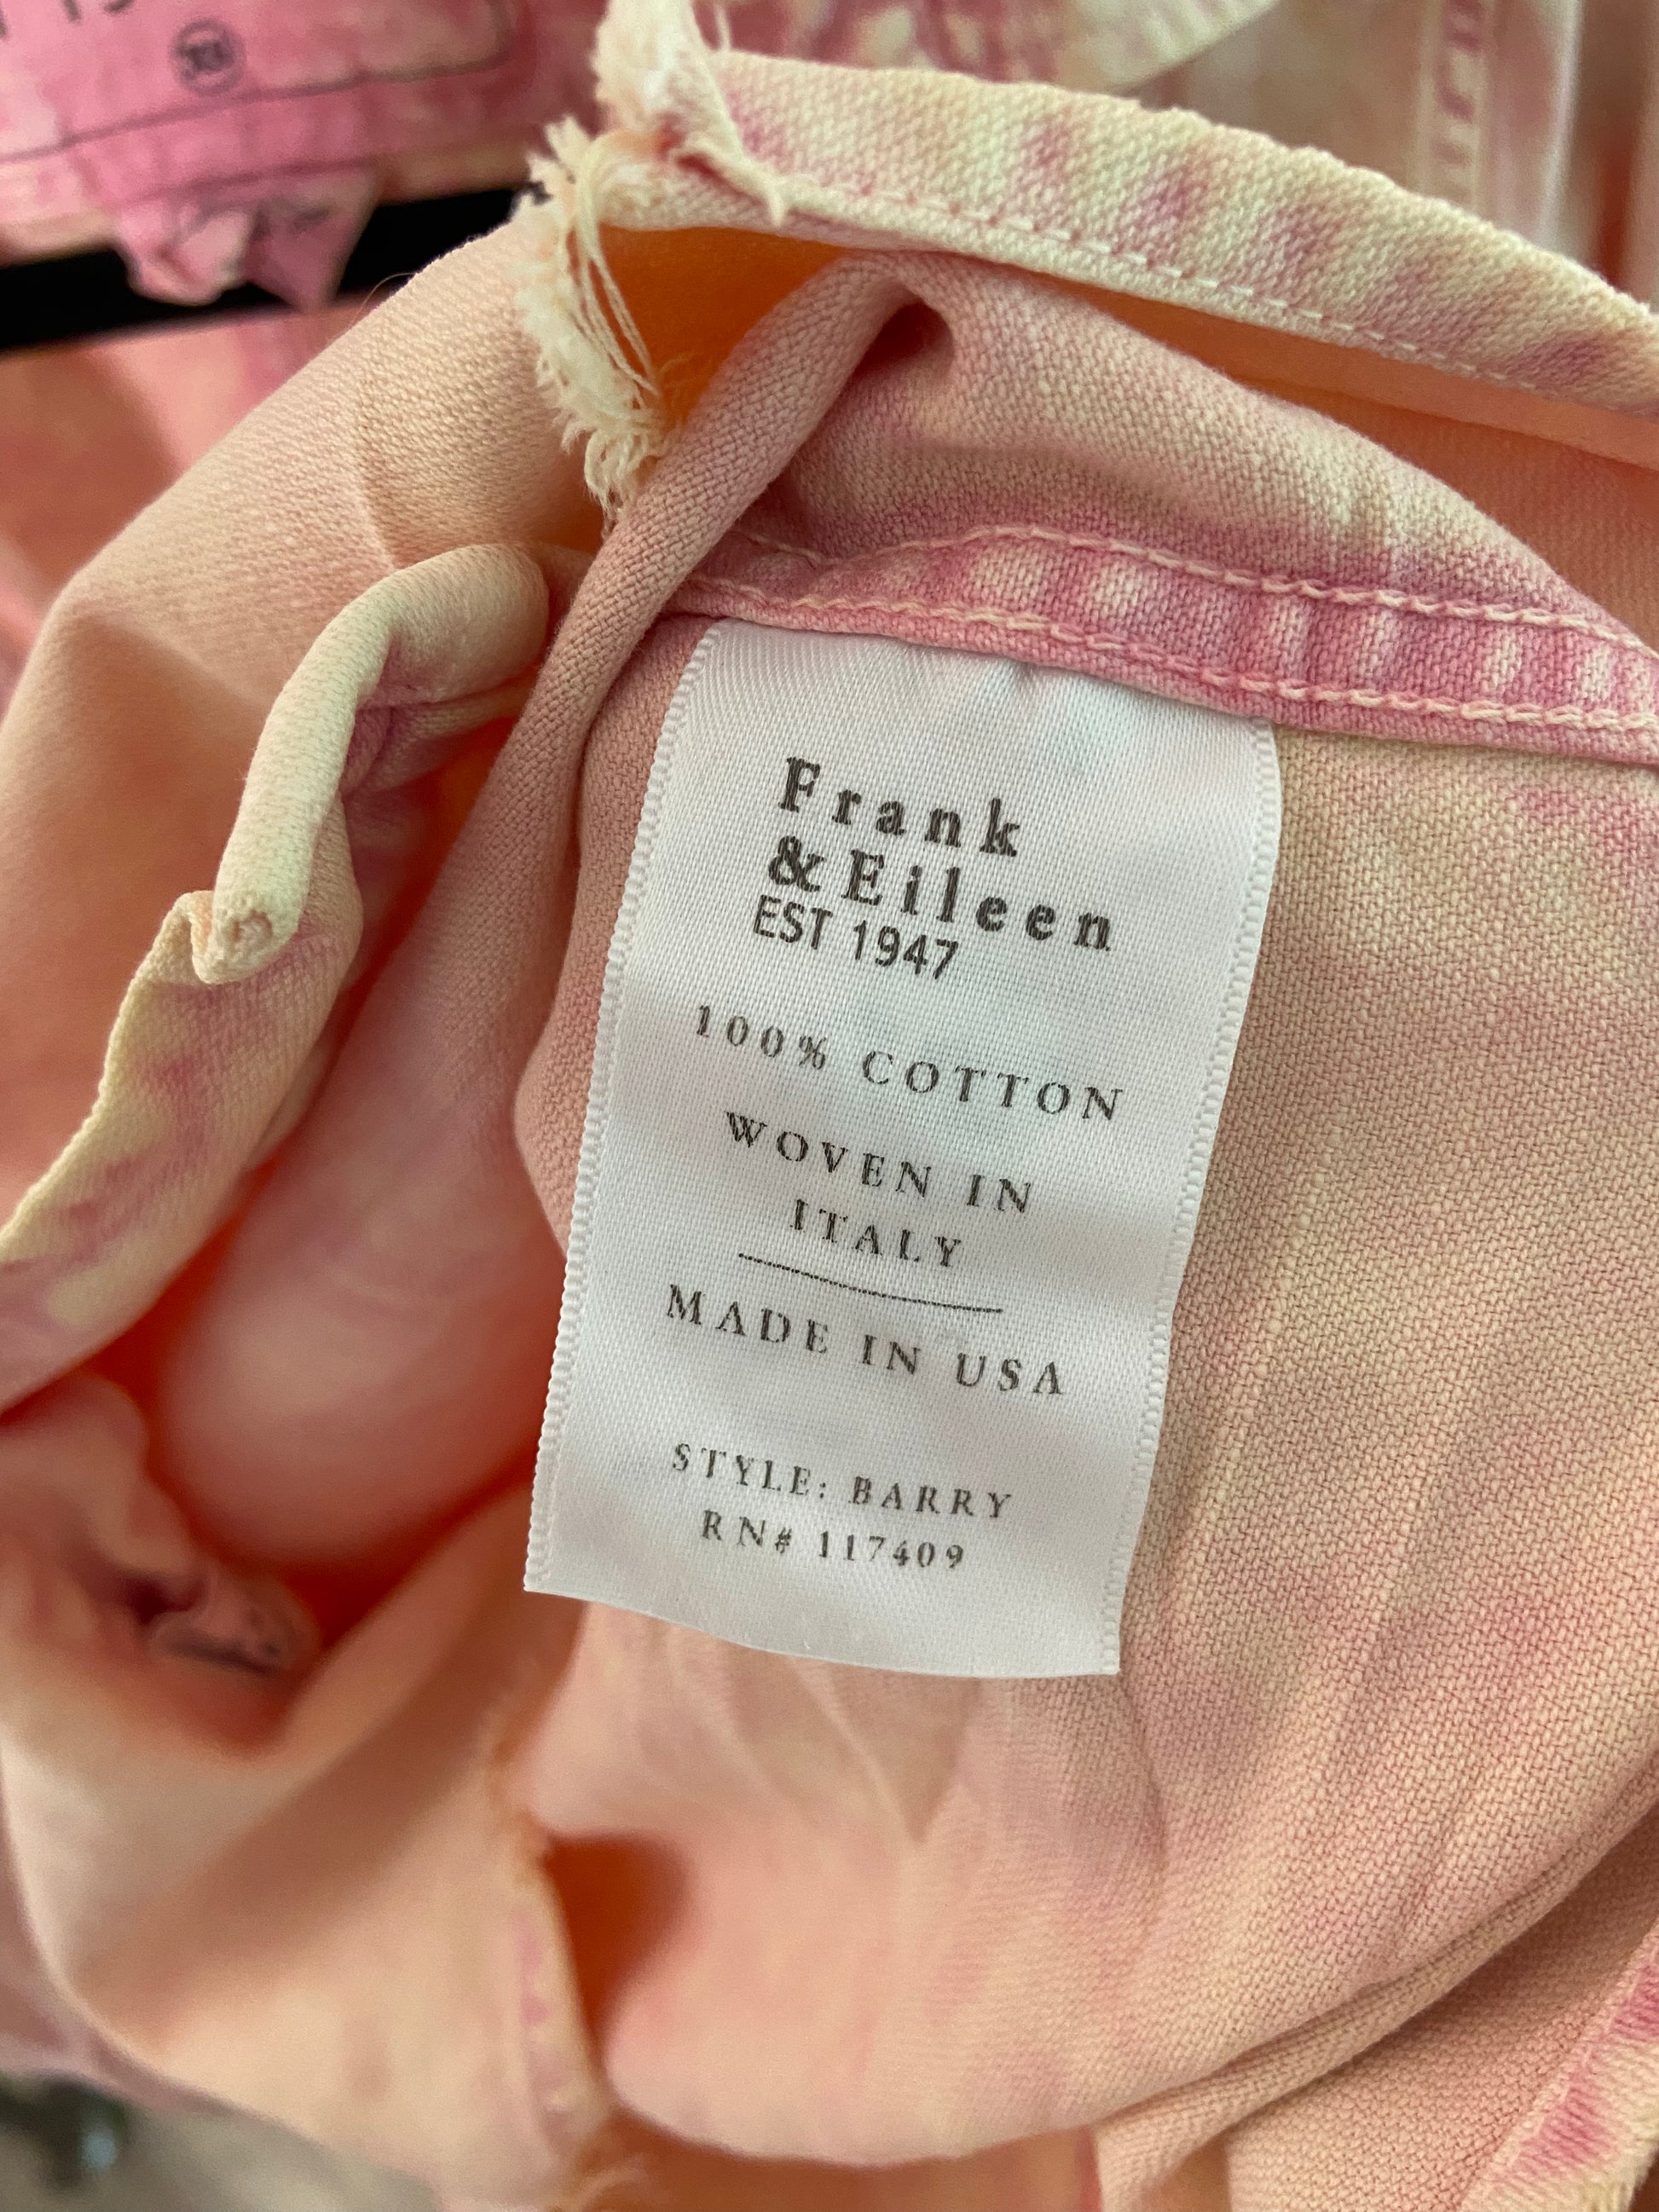 Frank
& Eileen
EST 1947
100% COTTON
WOVEN IN
ITALY
MADE IN USA
STYLE: BARRY
RN# 117409